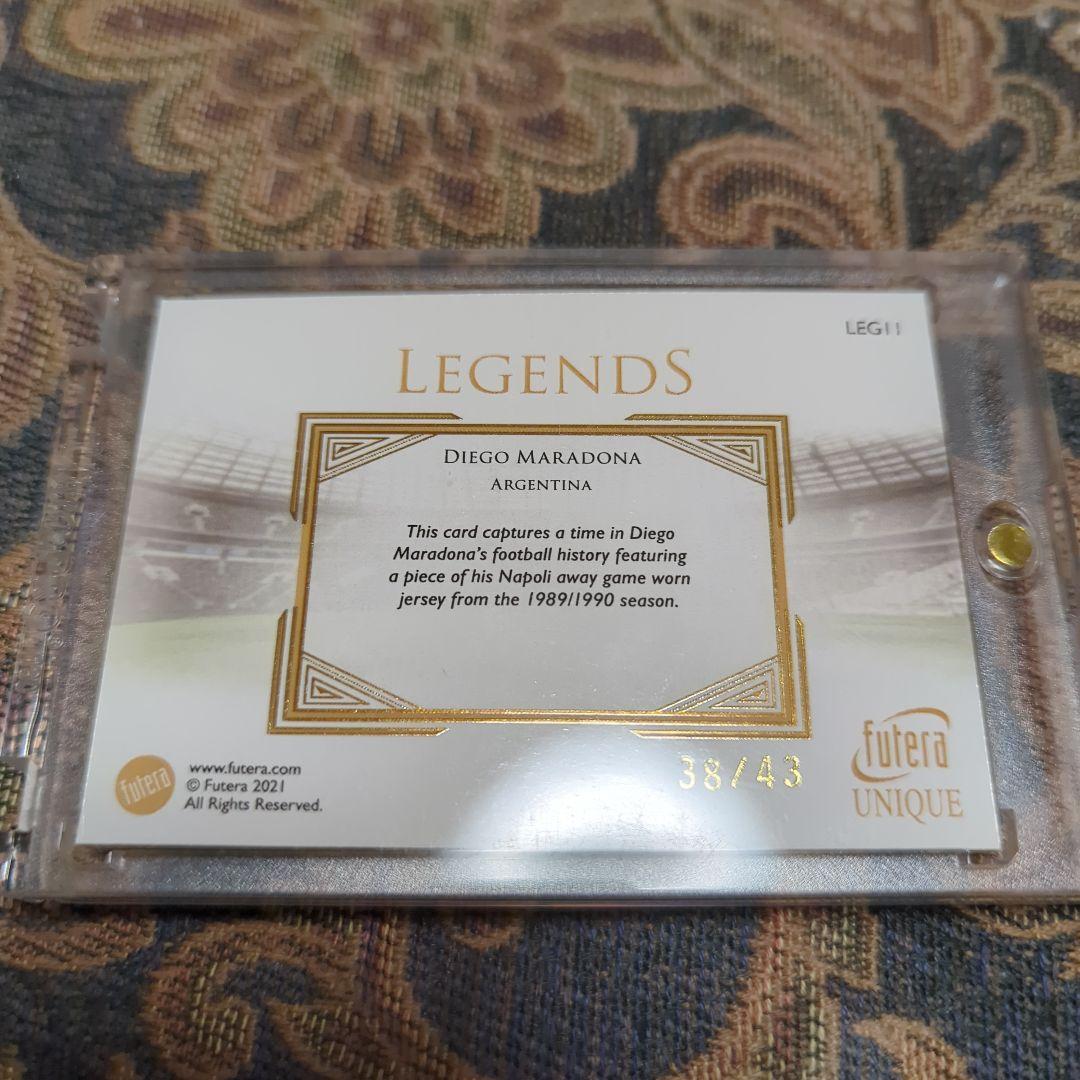 LEG11
LEGENDS
DIEGO MARADONA
ARGENTINA
This card captures a time in Diego
Maradona's football history featuring
a piece of his Napoli away game worn
jersey from the 1989/1990 season.
38/43
futera
www.futera.com
© Futera 2021
All Rights Reserved.
futera
UNIQUE